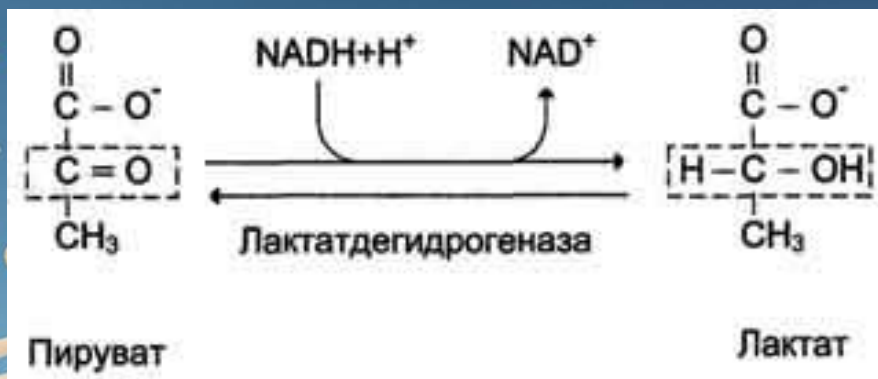 O
NADH+H⁺
NAD⁺
O
C – O⁻
C – O⁻
C = O
H – C – OH
CH₃
Лактатдегидрогеназа
CH₃
Пируват
Лактат